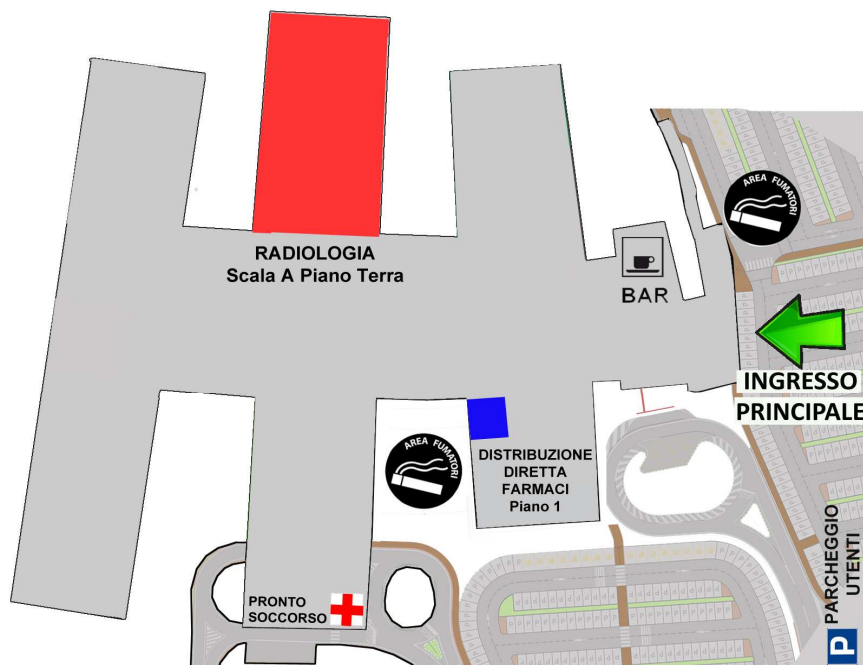 RADIOLOGIA
Scala A Piano Terra
AREA FUMATORI
BAR
INGRESSO
PRINCIPALE
AREA FUMATORI
DISTRIBUZIONE
DIRETTA
FARMACI
Piano 1
PRONTO
SOCCORSO
P PARCHEGGIO
UTENTI